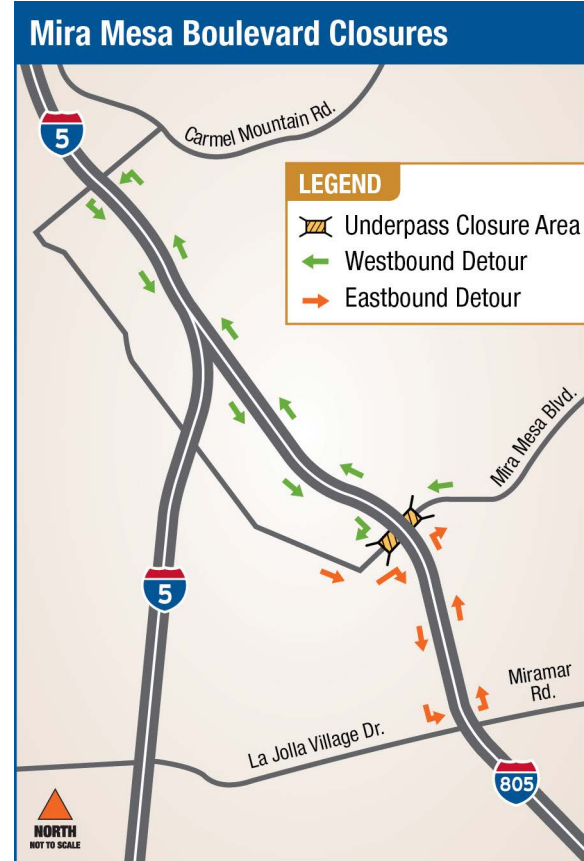 Mira Mesa Boulevard Closures
5
Carmel Mountain Rd.
LEGEND
Underpass Closure Area
Westbound Detour
Eastbound Detour
Mira Mesa Blvd.
5
Miramar
Rd.
La Jolla Village Dr.
805
NORTH
NOT TO SCALE